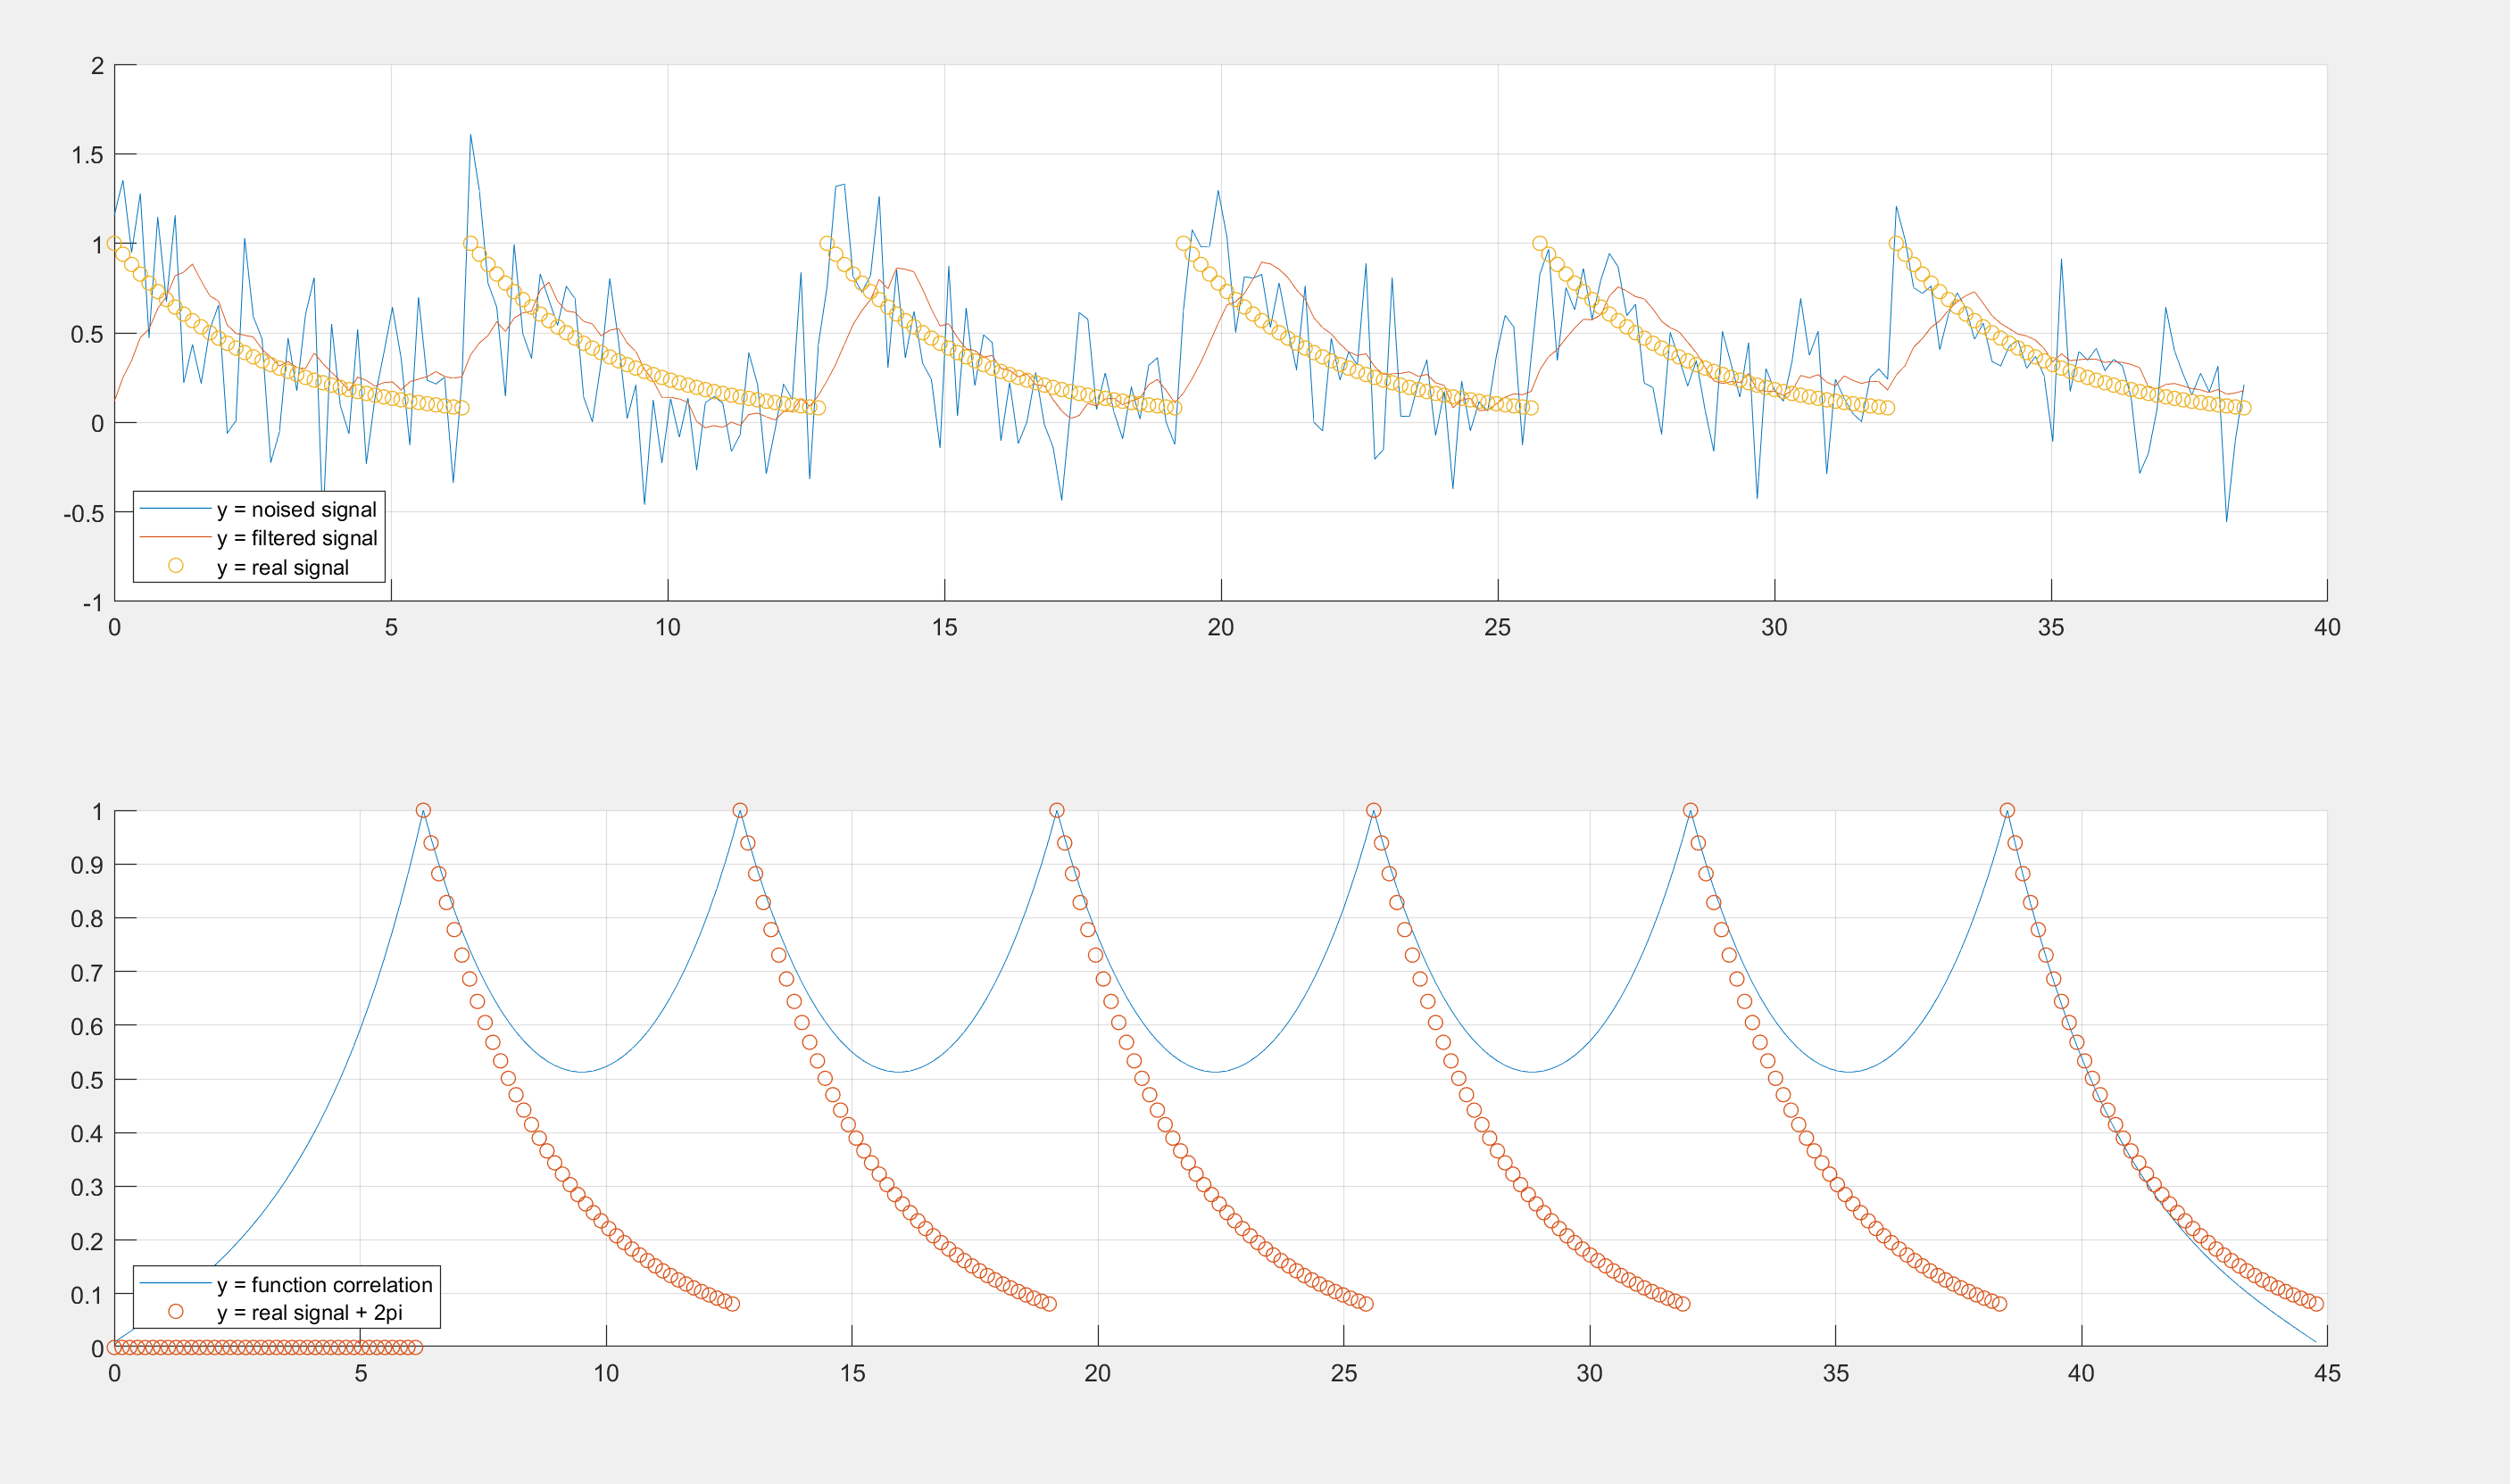 2
1.5
1
0.5
0
-0.5
-1
y = noised signal
y = filtered signal
y = real signal
0 5 10 15 20 25 30 35 40
1
0.9
0.8
0.7
0.6
0.5
0.4
0.3
0.2
0.1
0
y = function correlation
y = real signal + 2pi
0 5 10 15 20 25 30 35 40 45